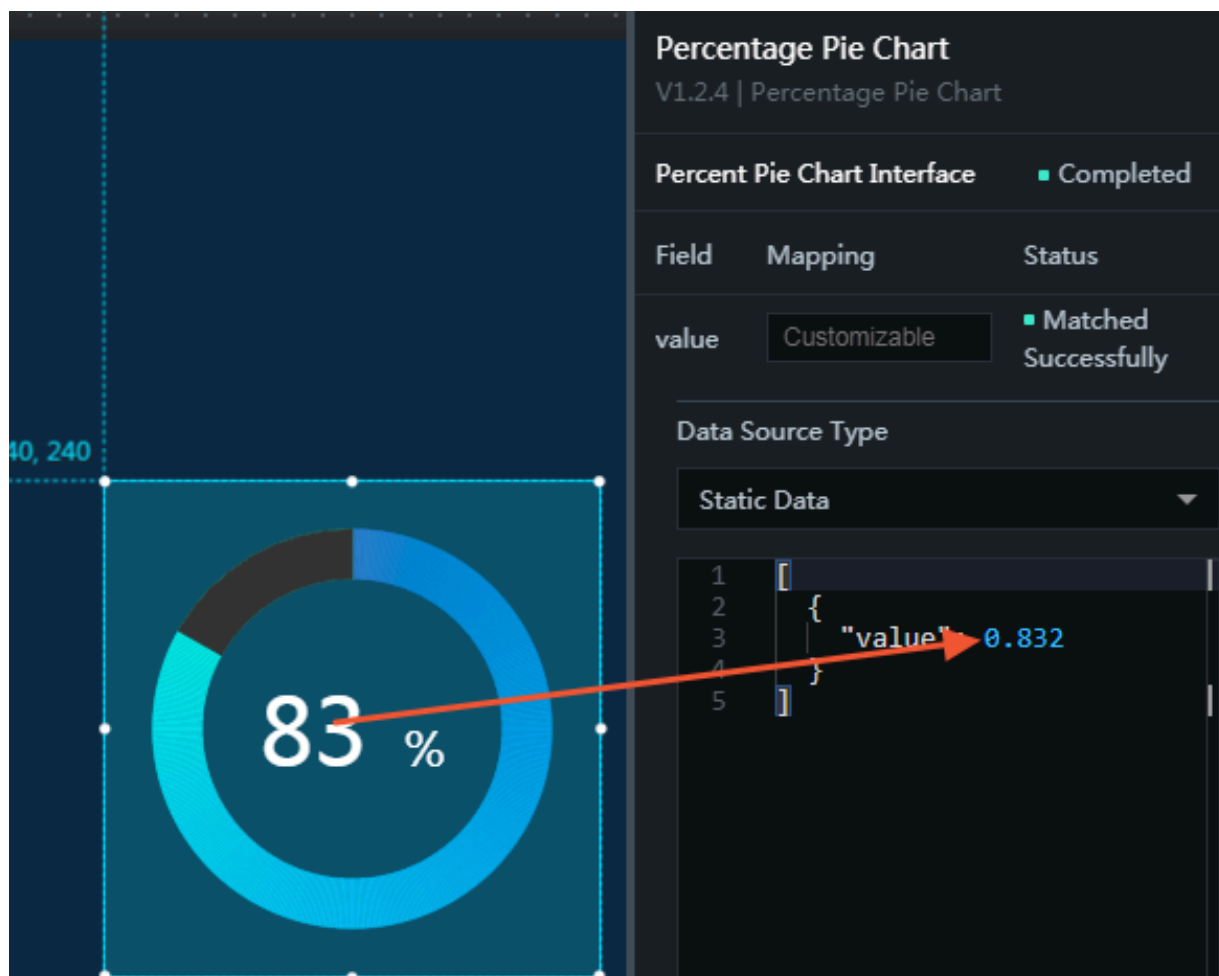 Percentage Pie Chart
V1.2.4 | Percentage Pie Chart
Percent Pie Chart Interface
Completed
Field Mapping Status
value Customizable Matched
Successfully
Data Source Type
Static Data
40, 240
83 %
1 [
2 {
3 "value": 0.832
4 }
5 ]